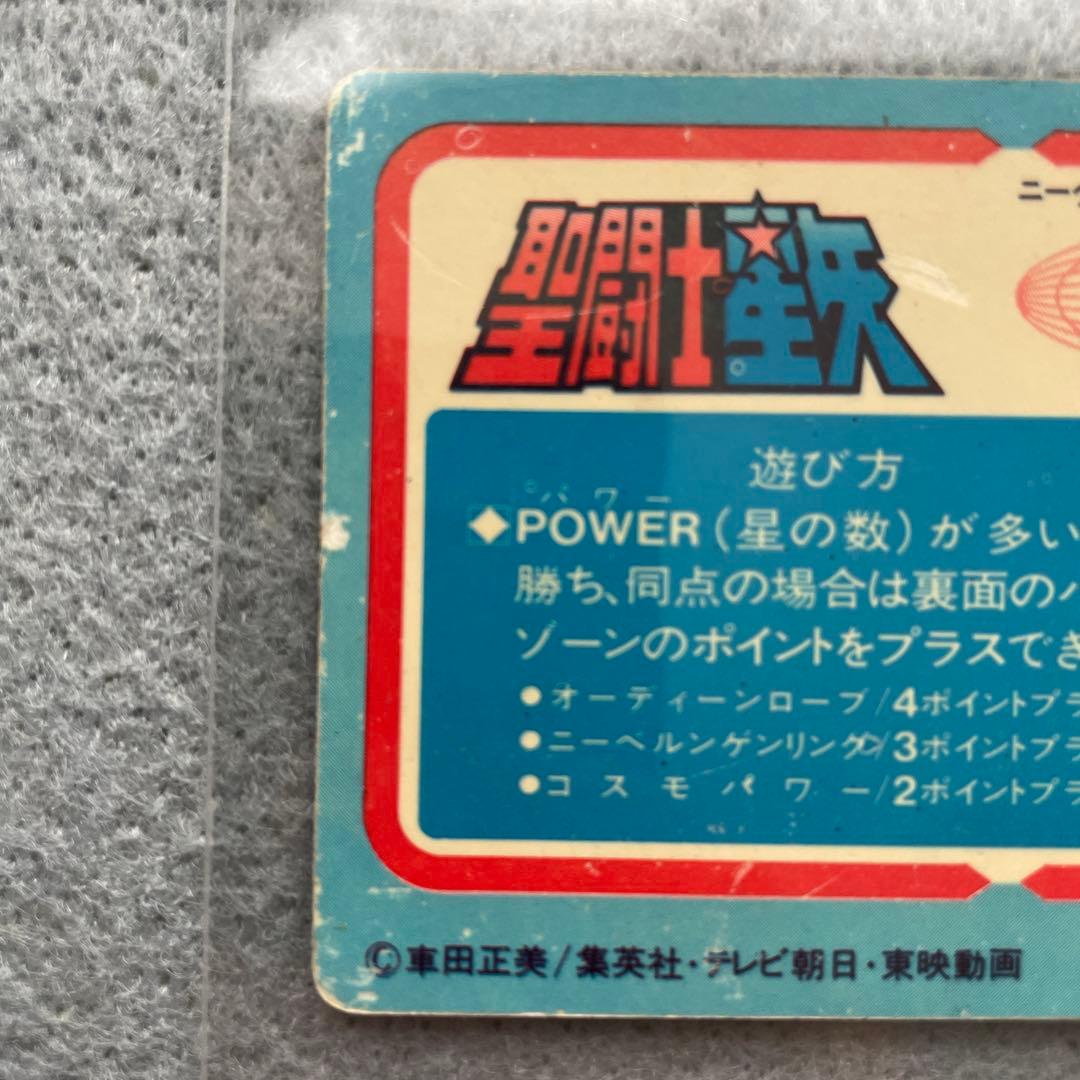 聖闘士星矢
遊び方
パワー
◆POWER(星の数)が多い
勝ち、同点の場合は裏面の
ゾーンのポイントをプラスでき
●オーディーンローブ/4ポイントプラ
●ニーベルンゲンリング/3ポイントプラ
●コスモパワー/2ポイントプラ
©車田正美/集英社・テレビ朝日・東映動画